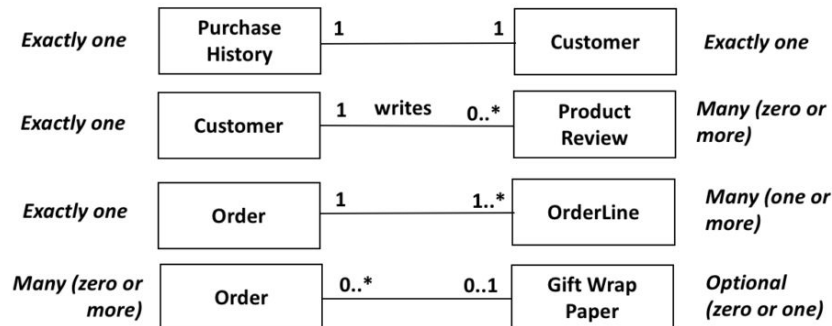 Exactly one
Purchase
History
1
1
Customer
Exactly one
Exactly one
Customer
1
writes
0..*
Product
Review
Many (zero or
more)
Exactly one
Order
1
1..*
OrderLine
Many (one or
more)
Many (zero or
more)
Order
0..*
0..1
Gift Wrap
Paper
Optional
(zero or one)